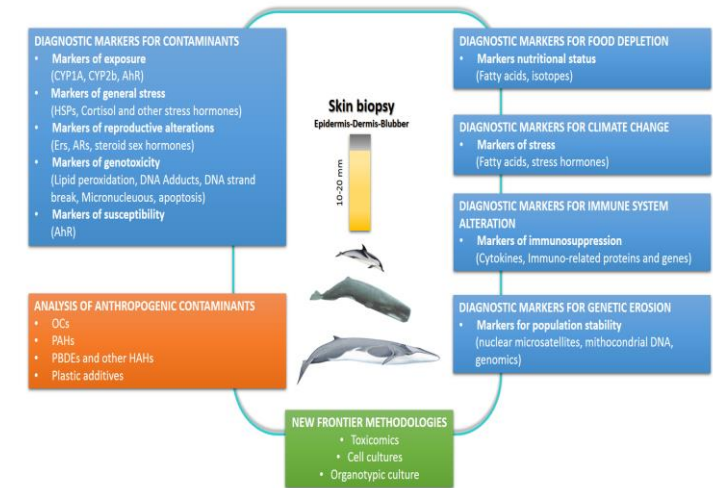 DIAGNOSTIC MARKERS FOR CONTAMINANTS
• Markers of exposure
(CYP1A, CYP2b, AhR)
• Markers of general stress
(HSPs, Cortisol and other stress hormones)
• Markers of reproductive alterations
(Ers, ARs, steroid sex hormones)
• Markers of genotoxicity
(Lipid peroxidation, DNA Adducts, DNA strand
break, Micronucleuous, apoptosis)
• Markers of susceptibility
(AhR)
ANALYSIS OF ANTHROPOGENIC CONTAMINANTS
• OCs
• PAHs
• PBDEs and other HAHs
• Plastic additives
Skin biopsy
Epidermis-Dermis-Blubber
10-20 mm
DIAGNOSTIC MARKERS FOR FOOD DEPLETION
• Markers nutritional status
(Fatty acids, isotopes)
DIAGNOSTIC MARKERS FOR CLIMATE CHANGE
• Markers of stress
(Fatty acids, stress hormones)
DIAGNOSTIC MARKERS FOR IMMUNE SYSTEM
ALTERATION
• Markers of immunosuppression
(Cytokines, Immuno-related proteins and genes)
DIAGNOSTIC MARKERS FOR GENETIC EROSION
• Markers for population stability
(nuclear microsatellites, mithocondrial DNA,
genomics)
NEW FRONTIER METHODOLOGIES
• Toxicomics
• Cell cultures
• Organotypic culture